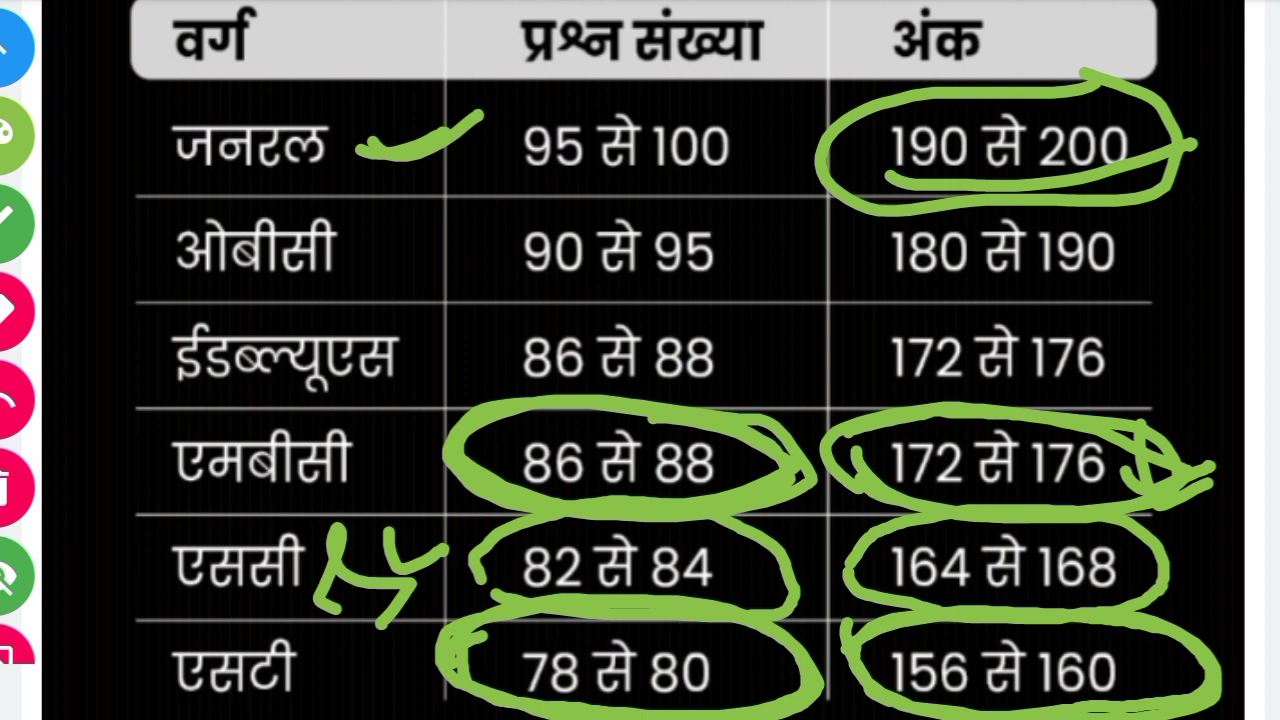 वर्ग प्रश्न संख्या अंक
जनरल 95 से 100 190 से 200
ओबीसी 90 से 95 180 से 190
ईडब्ल्यूएस 86 से 88 172 से 176
एमबीसी 86 से 88 172 से 176
एससी 82 से 84 164 से 168
एसटी 78 से 80 156 से 160